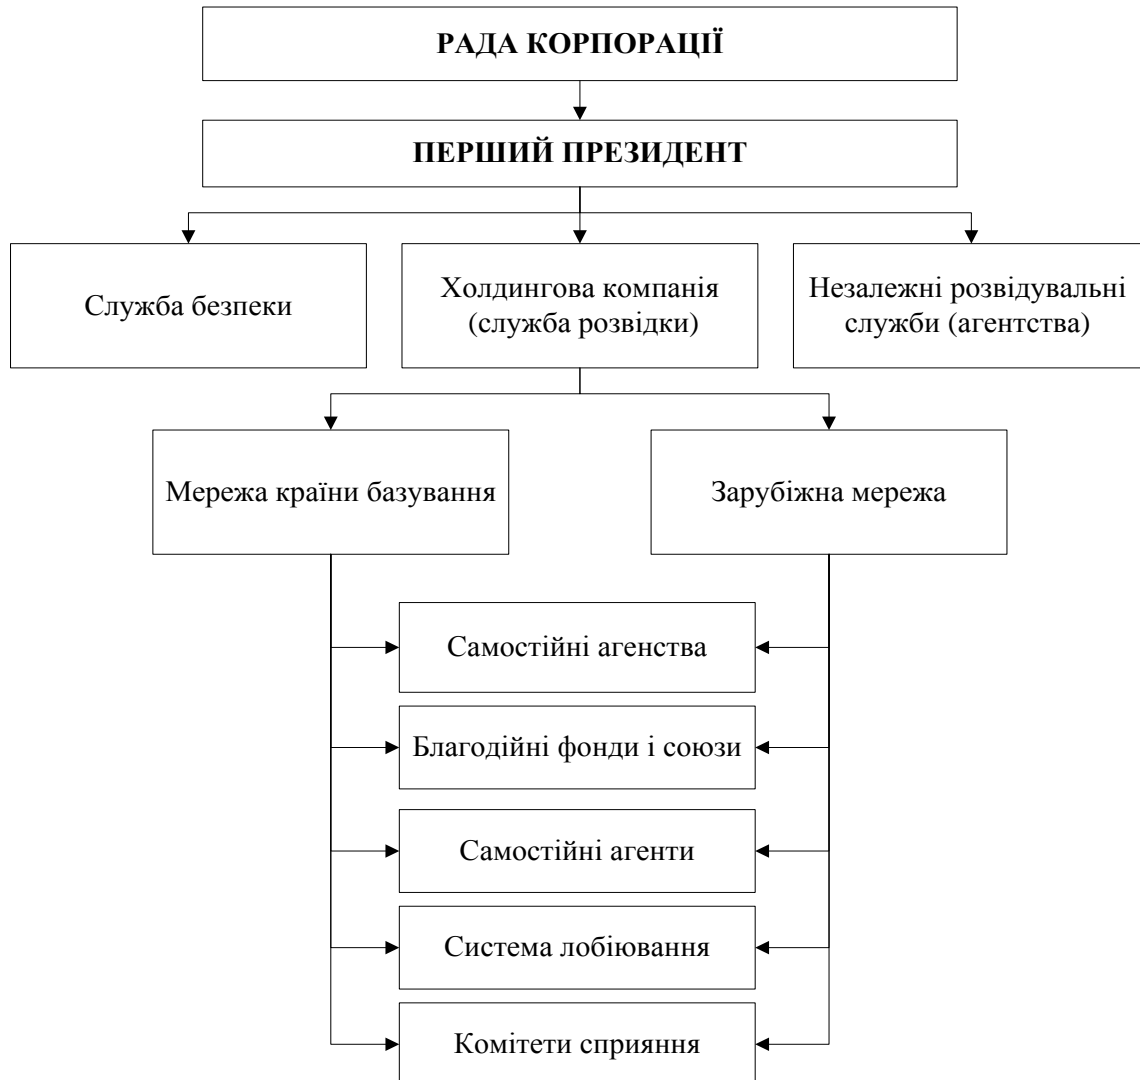 РАДА КОРПОРАЦІЇ
ПЕРШИЙ ПРЕЗИДЕНТ
Служба безпеки
Холдингова компанія
(служба розвідки)
Незалежні розвідувальні
служби (агентства)
Мережа країни базування
Зарубіжна мережа
Самостійні агенства
Благодійні фонди і союзи
Самостійні агенти
Система лобіювання
Комітети сприяння